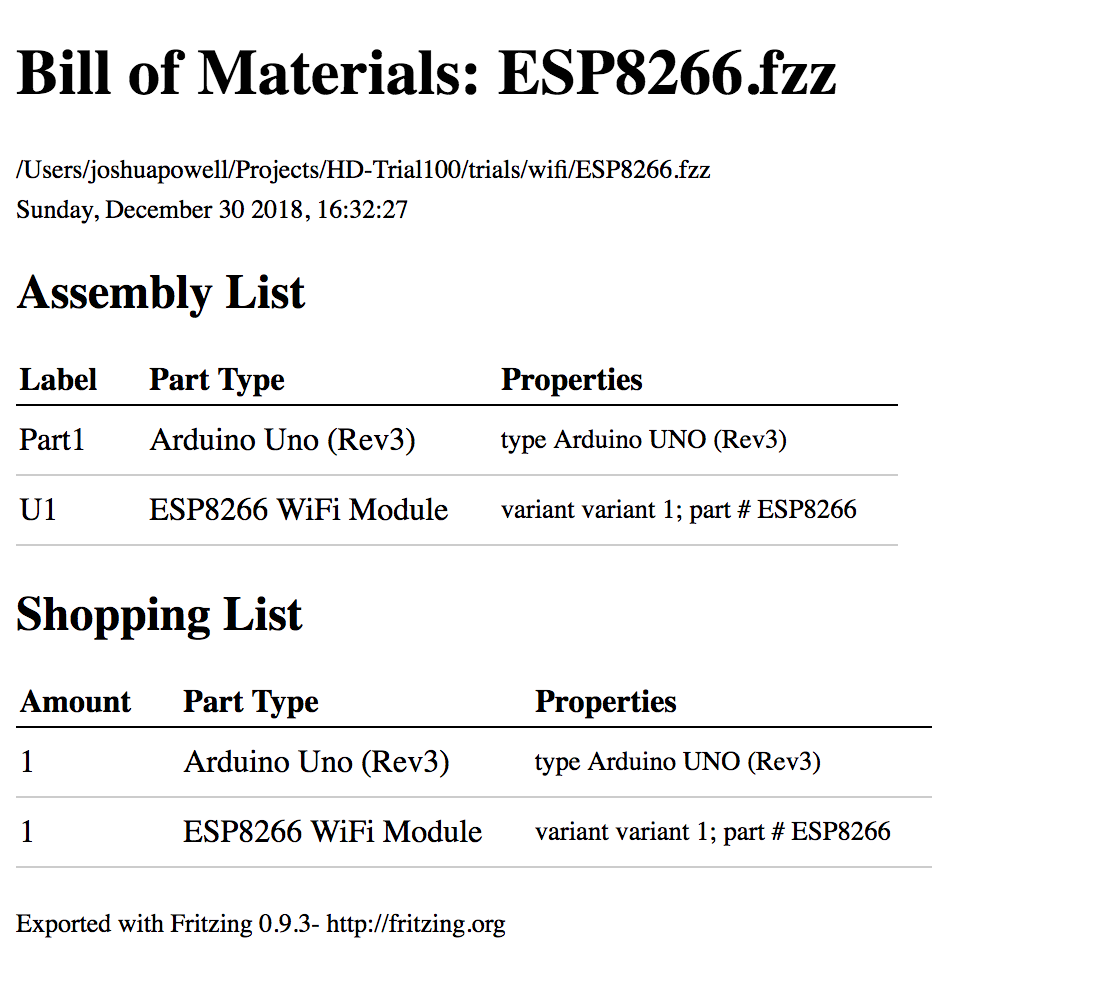 Bill of Materials: ESP8266.fzz
/Users/joshuapowell/Projects/HD-Trial100/trials/wifi/ESP8266.fzz
Sunday, December 30 2018, 16:32:27
Assembly List
Label Part Type Properties
Part1 Arduino Uno (Rev3) type Arduino UNO (Rev3)
U1 ESP8266 WiFi Module variant variant 1; part # ESP8266
Shopping List
Amount Part Type Properties
1 Arduino Uno (Rev3) type Arduino UNO (Rev3)
1 ESP8266 WiFi Module variant variant 1; part # ESP8266
Exported with Fritzing 0.9.3- http://fritzing.org